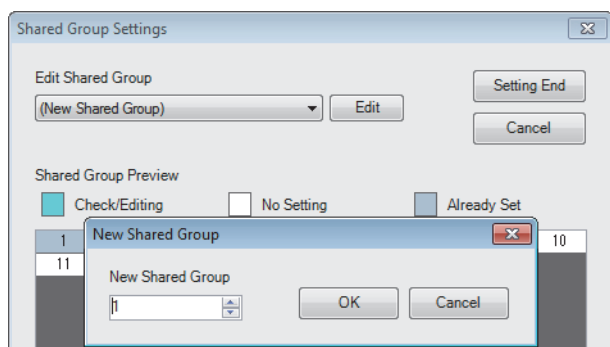 Shared Group Settings
Edit Shared Group
(New Shared Group) Edit
Setting End
Cancel
Shared Group Preview
Check/Editing No Setting Already Set
1 10
11
New Shared Group
New Shared Group
1 OK Cancel